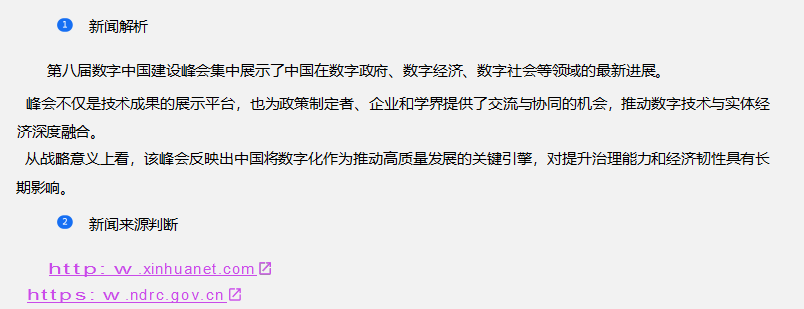 1 新闻解析
第八届数字中国建设峰会集中展示了中国在数字政府、数字经济、数字社会等领域的最新进展。
峰会不仅是技术成果的展示平台，也为政策制定者、企业和学界提供了交流与协同的机会，推动数字技术与实体经
济深度融合。
从战略意义上看，该峰会反映出中国将数字化作为推动高质量发展的关键引擎，对提升治理能力和经济韧性具有长
期影响。
2 新闻来源判断
http: w .xinhuanet.com
https: w .ndrc.gov.cn